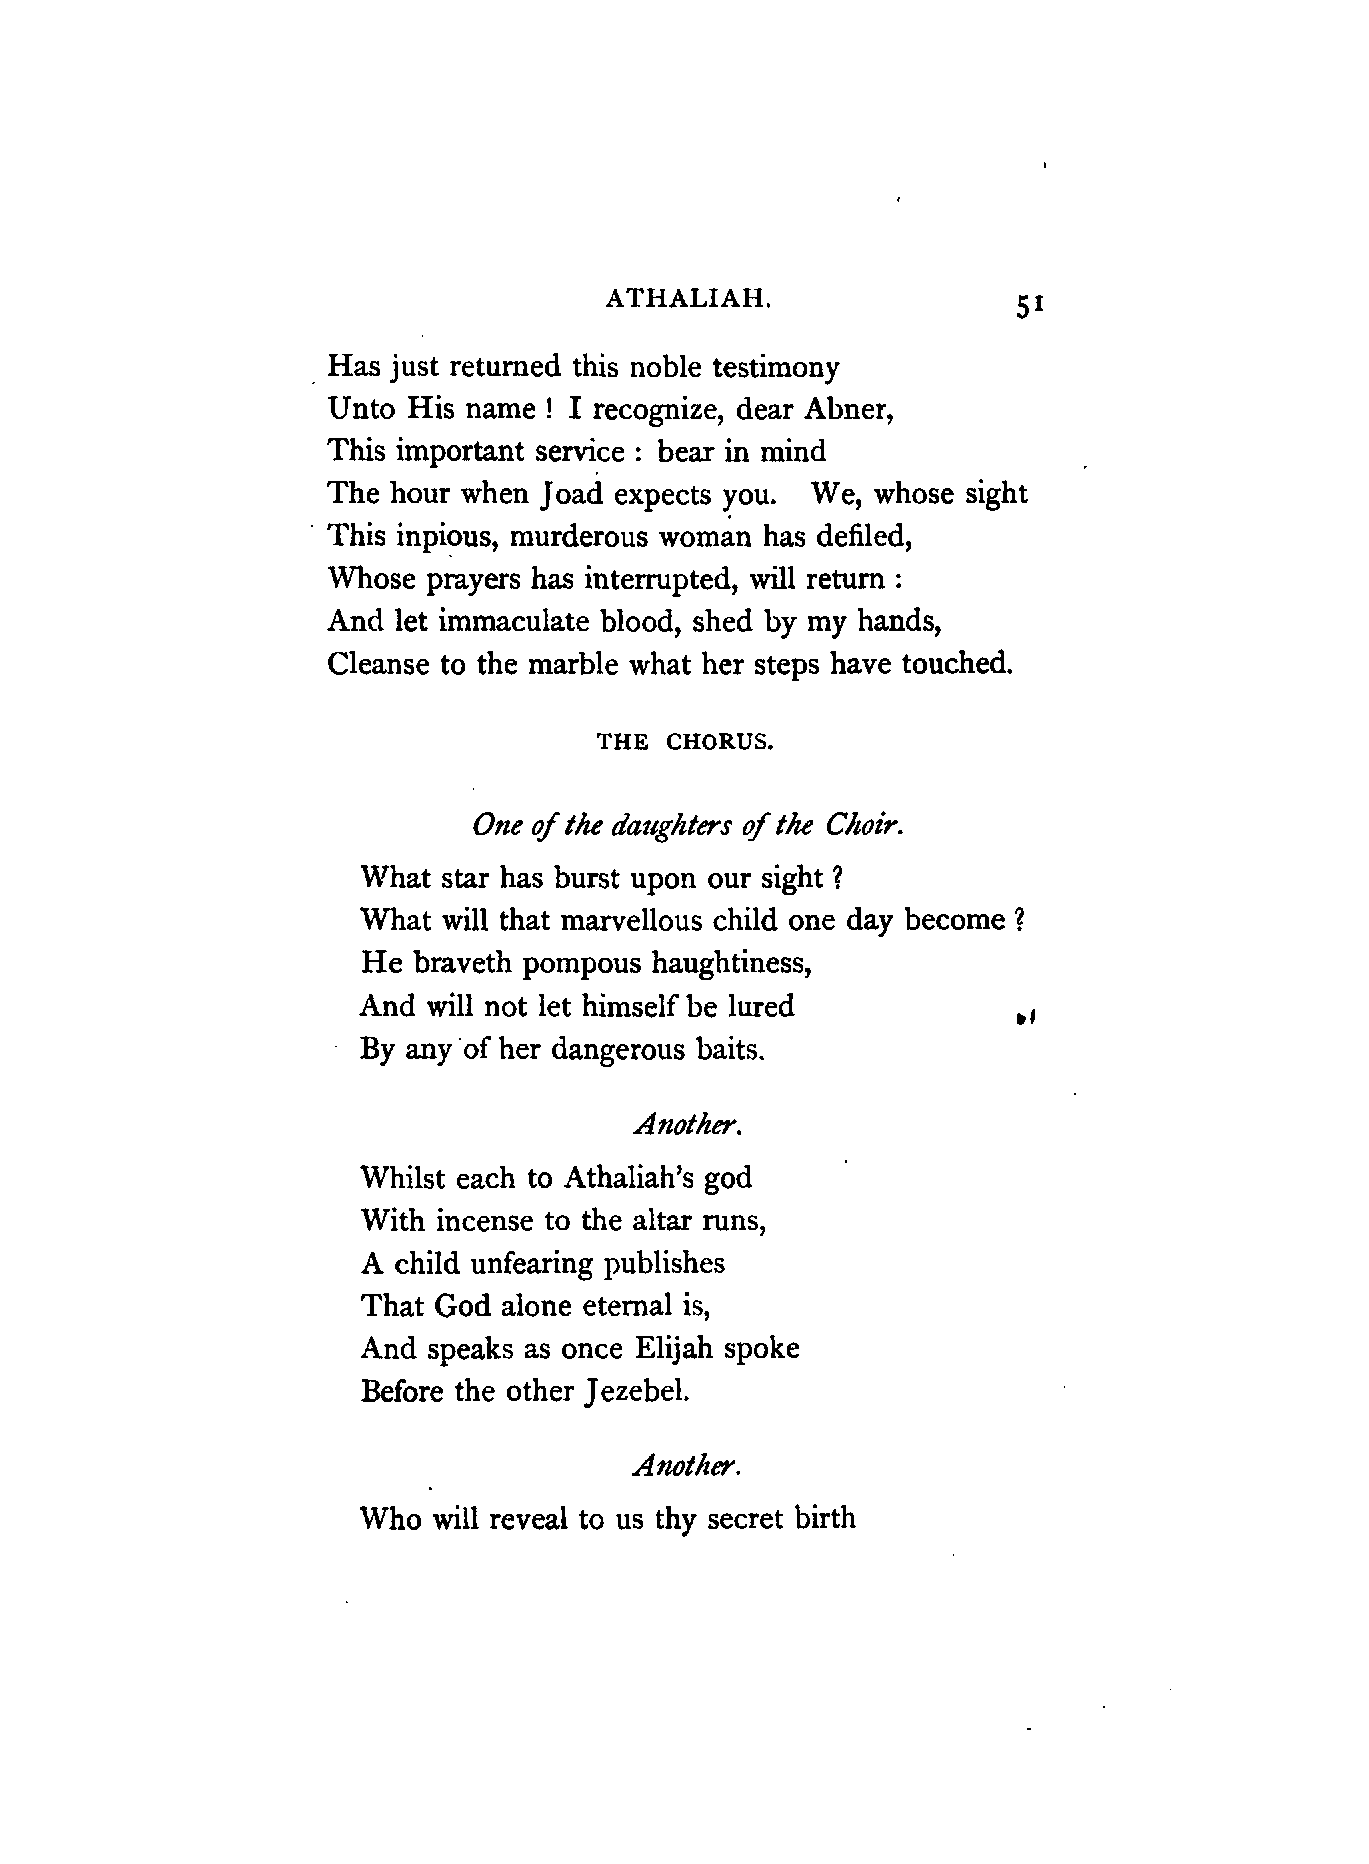 ATHALIAH. 51
Has just returned this noble testimony
Unto His name ! I recognize, dear Abner,
This important service : bear in mind
The hour when Joad expects you. We, whose sight
This inpious, murderous woman has defiled,
Whose prayers has interrupted, will return :
And let immaculate blood, shed by my hands,
Cleanse to the marble what her steps have touched.
THE CHORUS.
One of the daughters of the Choir.
What star has burst upon our sight ?
What will that marvellous child one day become ?
He braveth pompous haughtiness,
And will not let himself be lured
By any of her dangerous baits.
Another.
Whilst each to Athaliah's god
With incense to the altar runs,
A child unfearing publishes
That God alone eternal is,
And speaks as once Elijah spoke
Before the other Jezebel.
Another.
Who will reveal to us thy secret birth